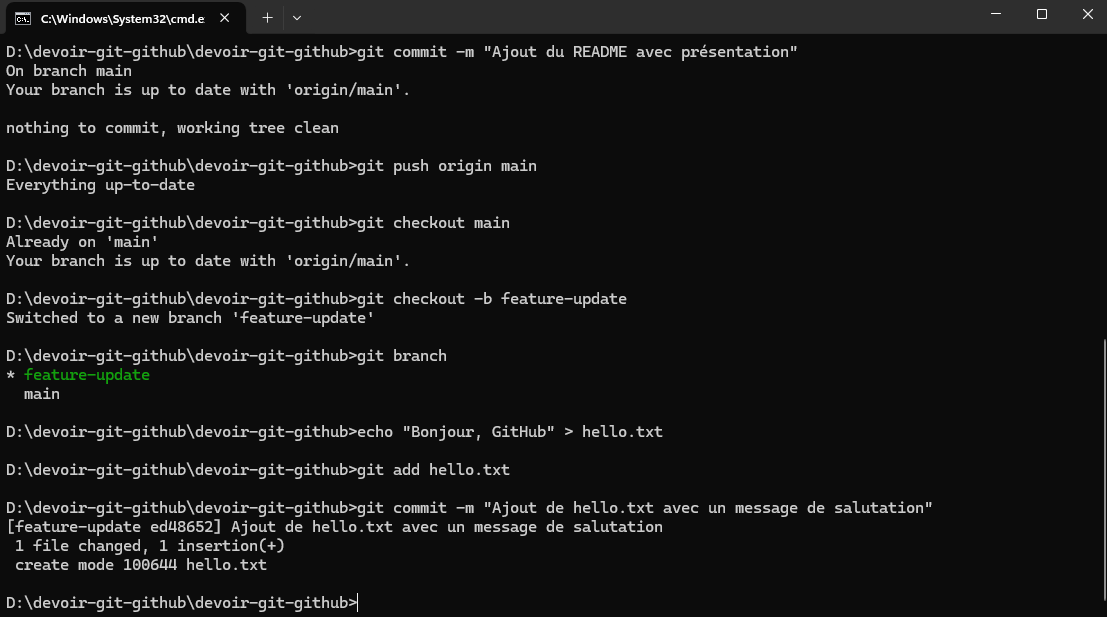 C:\Windows\System32\cmd.e
D:\devoir-git-github\devoir-git-github>git commit -m "Ajout du README avec présentation"
On branch main
Your branch is up to date with 'origin/main'.
nothing to commit, working tree clean
D:\devoir-git-github\devoir-git-github>git push origin main
Everything up-to-date
D:\devoir-git-github\devoir-git-github>git checkout main
Already on 'main'
Your branch is up to date with 'origin/main'.
D:\devoir-git-github\devoir-git-github>git checkout -b feature-update
Switched to a new branch 'feature-update'
D:\devoir-git-github\devoir-git-github>git branch
* feature-update
main
D:\devoir-git-github\devoir-git-github>echo "Bonjour, GitHub" > hello.txt
D:\devoir-git-github\devoir-git-github>git add hello.txt
D:\devoir-git-github\devoir-git-github>git commit -m "Ajout de hello.txt avec un message de salutation"
[feature-update ed48652] Ajout de hello.txt avec un message de salutation
1 file changed, 1 insertion(+)
create mode 100644 hello.txt
D:\devoir-git-github\devoir-git-github>